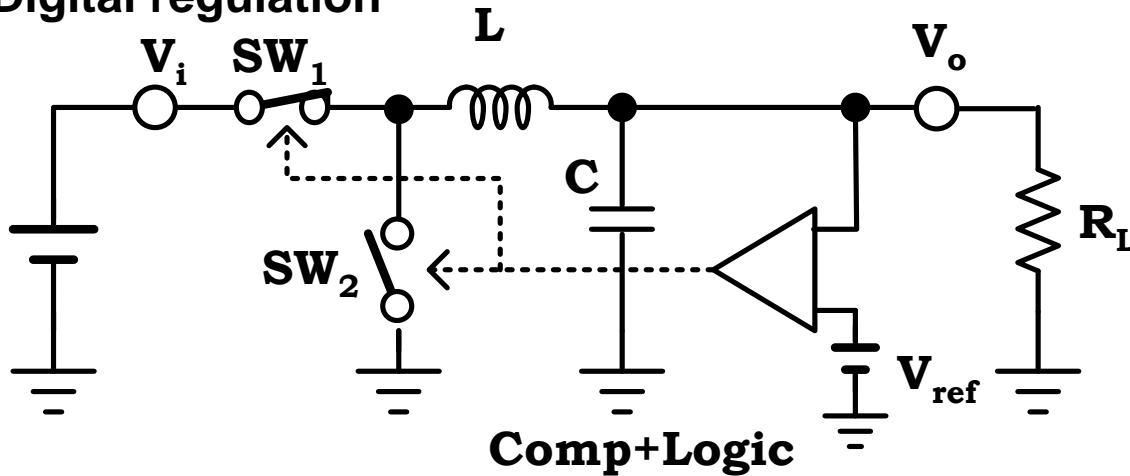 Digital regulation
L
Vi
SW1
Vo
C
RL
SW2
Vref
Comp+Logic